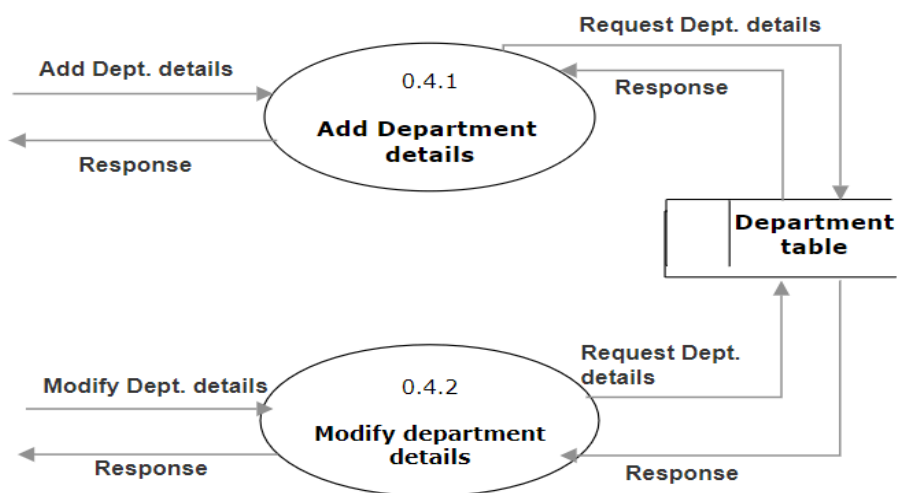 Request Dept. details
Add Dept. details
0.4.1
Response
Add Department
details
Response
Department
table
Request Dept.
details
Modify Dept. details
0.4.2
Modify department
details
Response
Response